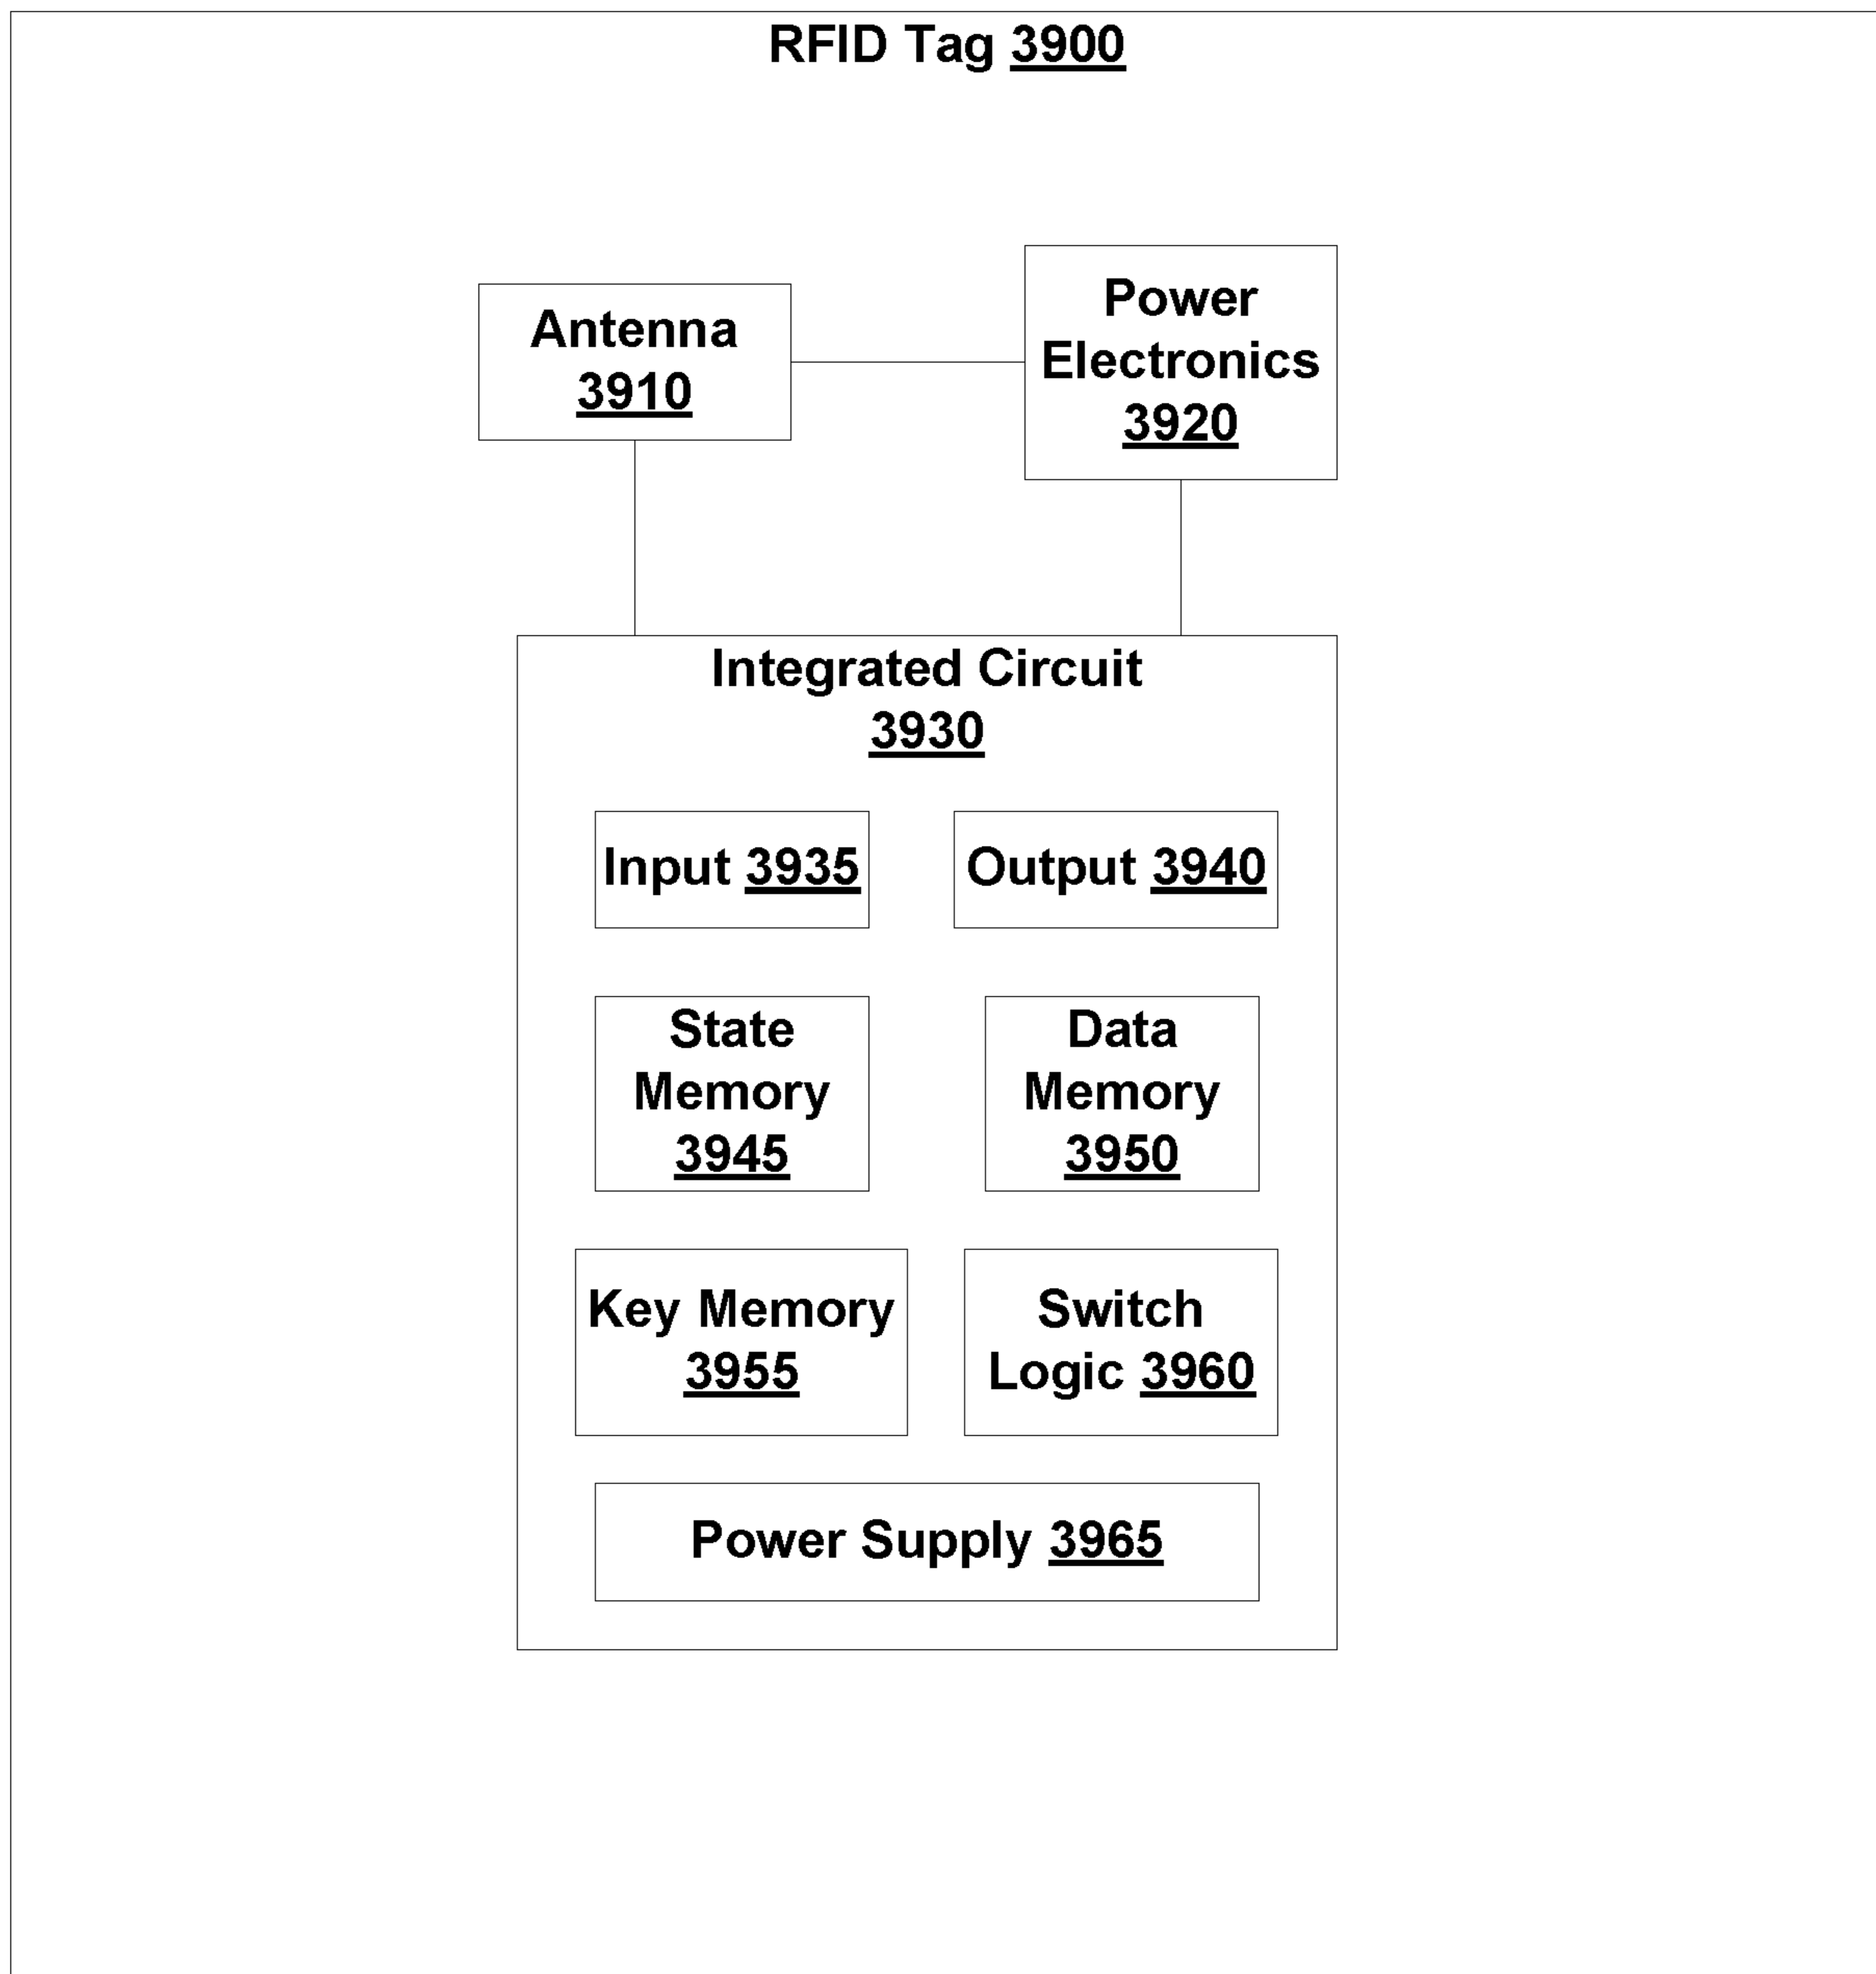 RFID Tag 3900
Antenna
3910
Power
Electronics
3920
Integrated Circuit
3930
Input 3935
Output 3940
State
Memory
3945
Data
Memory
3950
Key Memory
3955
Switch
Logic 3960
Power Supply 3965